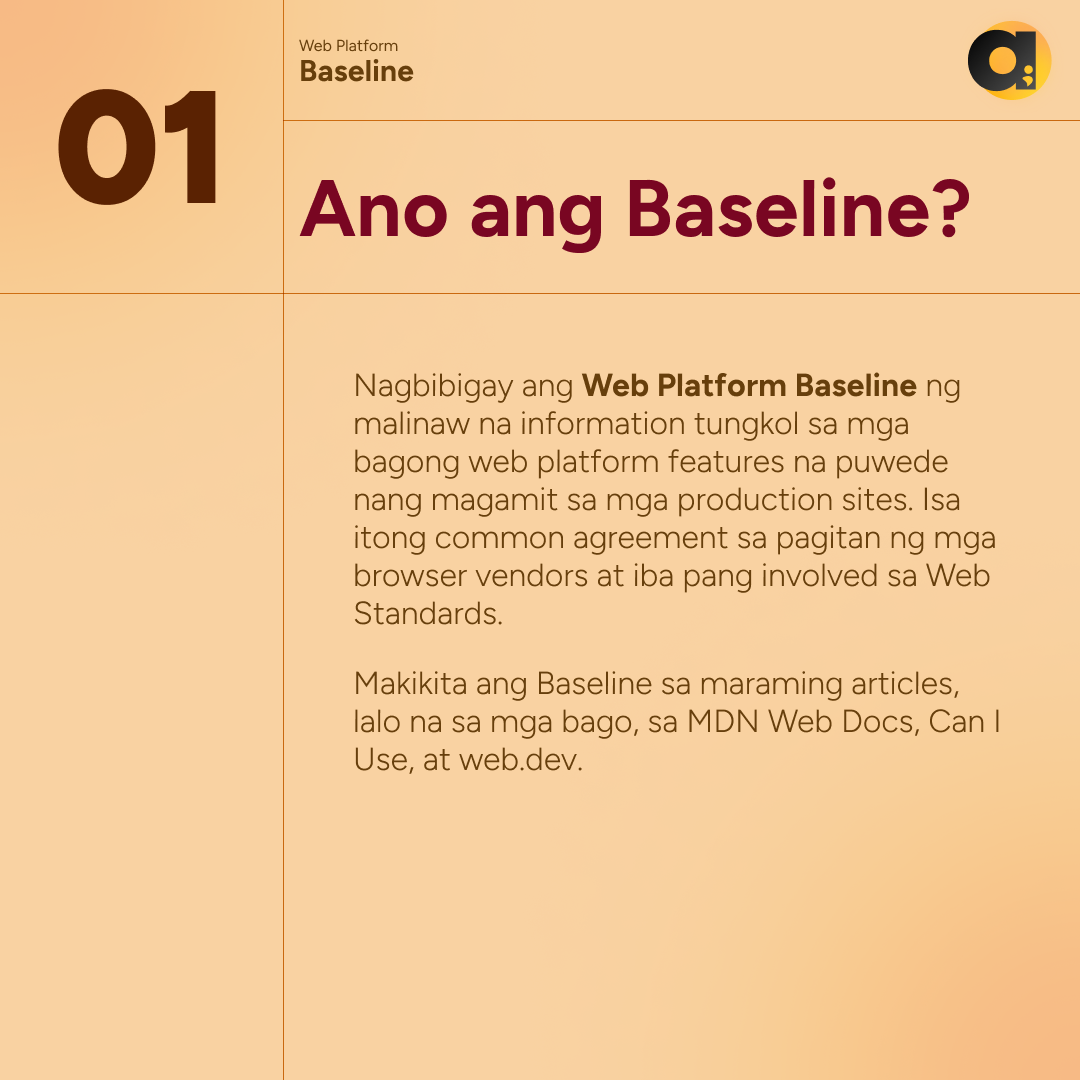 01
Web Platform
Baseline
a;
Ano ang Baseline?
Nagbibigay ang Web Platform Baseline ng
malinaw na information tungkol sa mga
bagong web platform features na puwede
nang magamit sa mga production sites. Isa
itong common agreement sa pagitan ng mga
browser vendors at iba pang involved sa Web
Standards.
Makikita ang Baseline sa maraming articles,
lalo na sa mga bago, sa MDN Web Docs, Can I
Use, at web.dev.